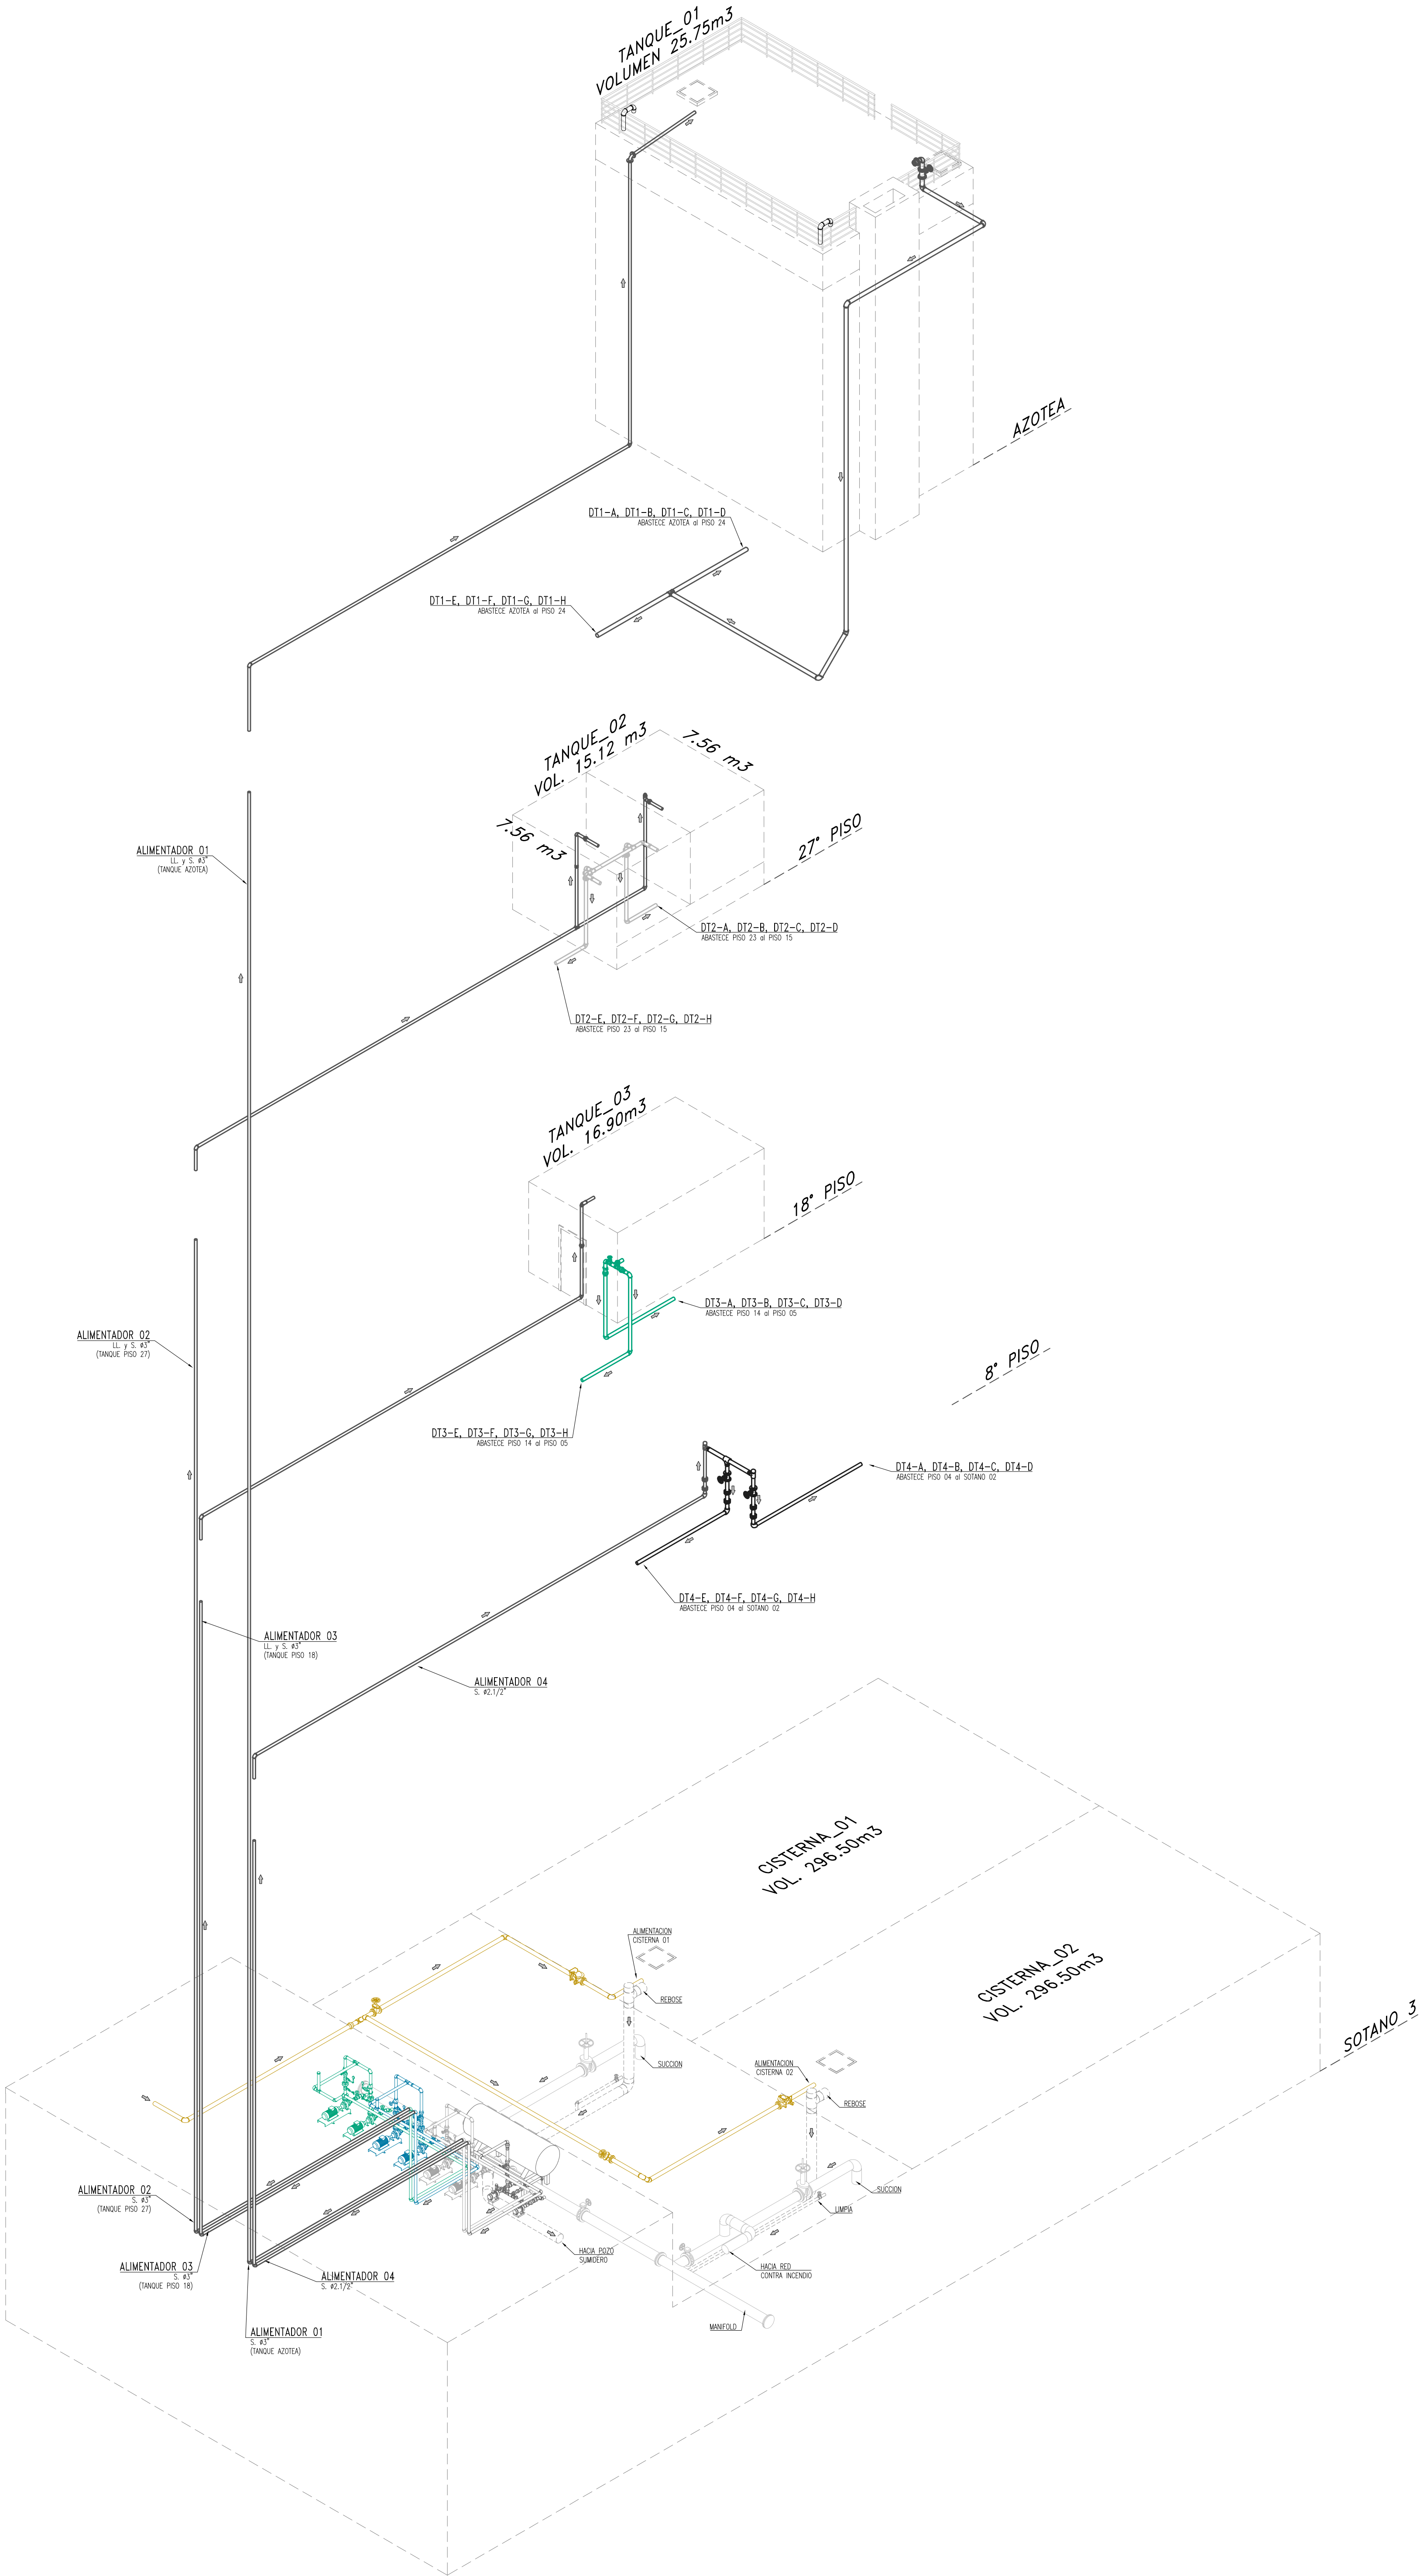 TANQUE_01
VOLUMEN 25.75m3
AZOTEA
DT1-A, DT1-B, DT1-C, DT1-D
ABASTECE AZOTEA al PISO 24
DT1-E, DT1-F, DT1-G, DT1-H
ABASTECE AZOTEA al PISO 24
TANQUE_02
VOL. 15.12 m3
7.56 m3
7.56 m3
27° PISO
ALIMENTADOR 01
LL. y S. ø3"
(TANQUE AZOTEA)
DT2-A, DT2-B, DT2-C, DT2-D
ABASTECE PISO 23 al PISO 15
DT2-E, DT2-F, DT2-G, DT2-H
ABASTECE PISO 23 al PISO 15
TANQUE_03
VOL. 16.90m3
18° PISO
DT3-A, DT3-B, DT3-C, DT3-D
ABASTECE PISO 14 al PISO 05
ALIMENTADOR 02
LL. y S. ø3"
(TANQUE PISO 27)
8° PISO
DT3-E, DT3-F, DT3-G, DT3-H
ABASTECE PISO 14 al PISO 05
DT4-A, DT4-B, DT4-C, DT4-D
ABASTECE PISO 04 al SOTANO 02
DT4-E, DT4-F, DT4-G, DT4-H
ABASTECE PISO 04 al SOTANO 02
ALIMENTADOR 03
LL. y S. ø3"
(TANQUE PISO 18)
ALIMENTADOR 04
S. ø2.1/2"
CISTERNA_01
VOL. 296.50m3
CISTERNA_02
VOL. 296.50m3
SOTANO 3
ALIMENTACION
CISTERNA 01
REBOSE
SUCCION
ALIMENTACION
CISTERNA 02
REBOSE
SUCCION
LIMPIA
ALIMENTADOR 02
S. ø3"
(TANQUE PISO 27)
HACIA POZO
SUMIDERO
HACIA RED
CONTRA INCENDIO
ALIMENTADOR 03
S. ø3"
(TANQUE PISO 18)
ALIMENTADOR 04
S. ø2.1/2"
MANIFOLD
ALIMENTADOR 01
S. ø3"
(TANQUE AZOTEA)